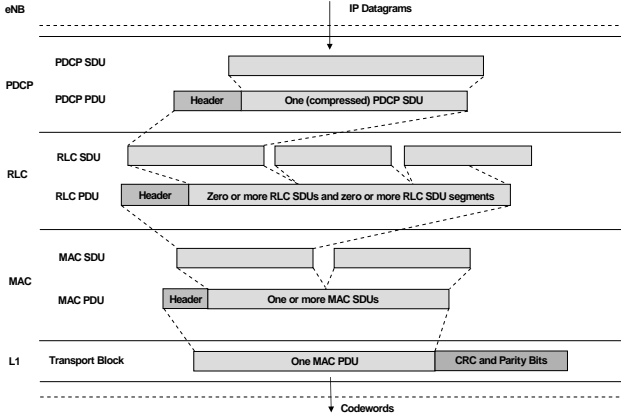 eNB
IP Datagrams
PDCP SDU
PDCP
PDCP PDU
Header
One (compressed) PDCP SDU
RLC SDU
RLC
RLC PDU
Header
Zero or more RLC SDUs and zero or more RLC SDU segments
MAC SDU
MAC
MAC PDU
Header
One or more MAC SDUs
L1
Transport Block
One MAC PDU
CRC and Parity Bits
Codewords